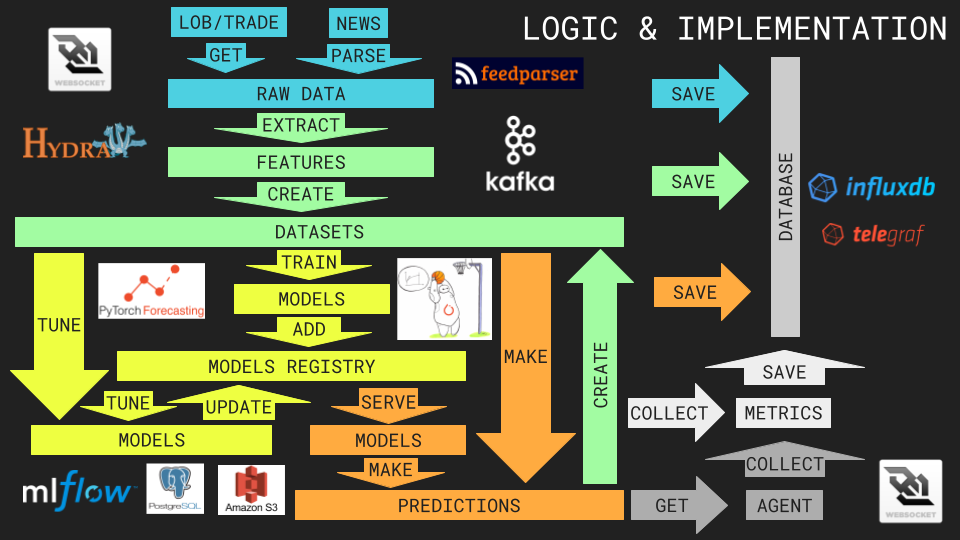 LOGIC & IMPLEMENTATION
LOB/TRADE
NEWS
GET
PARSE
WEBSOCKET
feedparser
RAW DATA
SAVE
EXTRACT
HYDRA
kafka
FEATURES
SAVE
CREATE
DATABASE
influxdb
telegraf
DATASETS
TRAIN
PyTorch Forecasting
MODELS
SAVE
TUNE
ADD
MAKE
CREATE
MODELS REGISTRY
SAVE
TUNE
UPDATE
SERVE
COLLECT
METRICS
MODELS
MODELS
MAKE
COLLECT
mlflow
PostgreSQL
Amazon S3
PREDICTIONS
GET
AGENT
WEBSOCKET